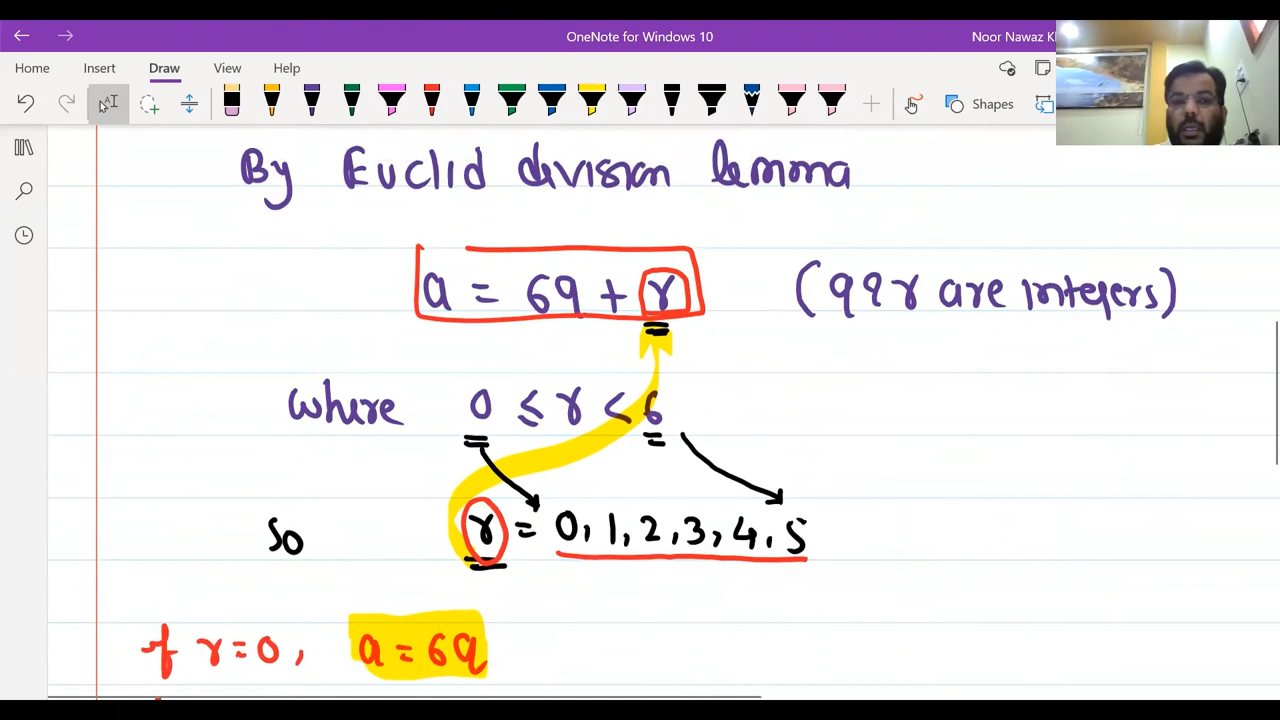 OneNote for Windows 10
Noor Nawaz Kh
Home Insert Draw View Help
Shapes
By Euclid division lemma
a = 6q + r (q & r are integers)
where 0 ≤ r < 6
So r = 0, 1, 2, 3, 4, 5
if r = 0, a = 6q